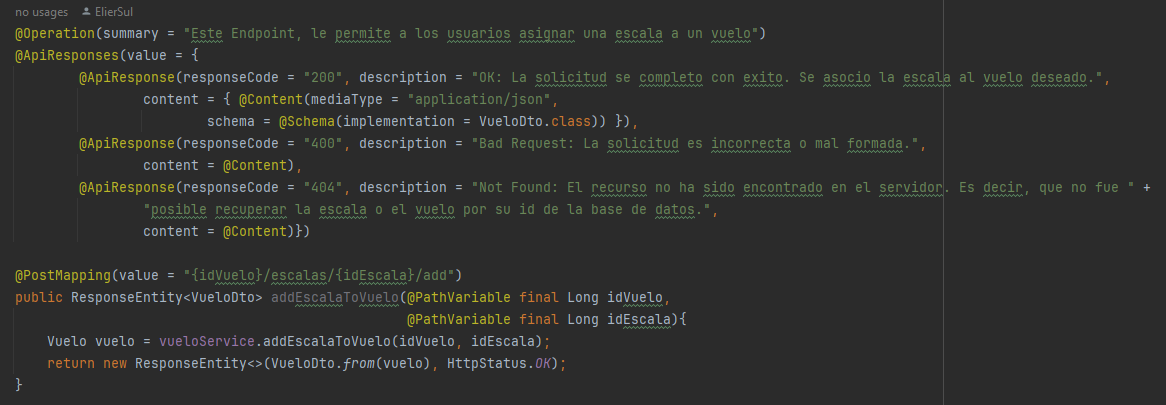 no usages   ElierSul
@Operation(summary = "Este Endpoint, le permite a los usuarios asignar una escala a un vuelo")
@ApiResponses(value = {
        @ApiResponse(responseCode = "200", description = "OK: La solicitud se completo con exito. Se asocio la escala al vuelo deseado.",
                content = { @Content(mediaType = "application/json",
                        schema = @Schema(implementation = VueloDto.class)) }),
        @ApiResponse(responseCode = "400", description = "Bad Request: La solicitud es incorrecta o mal formada.",
                content = @Content),
        @ApiResponse(responseCode = "404", description = "Not Found: El recurso no ha sido encontrado en el servidor. Es decir, que no fue " +
                "posible recuperar la escala o el vuelo por su id de la base de datos.",
                content = @Content)})
@PostMapping(value = "{idVuelo}/escalas/{idEscala}/add")
public ResponseEntity<VueloDto> addEscalaToVuelo(@PathVariable final Long idVuelo,
                                                 @PathVariable final Long idEscala){
    Vuelo vuelo = vueloService.addEscalaToVuelo(idVuelo, idEscala);
    return new ResponseEntity<>(VueloDto.from(vuelo), HttpStatus.OK);
}